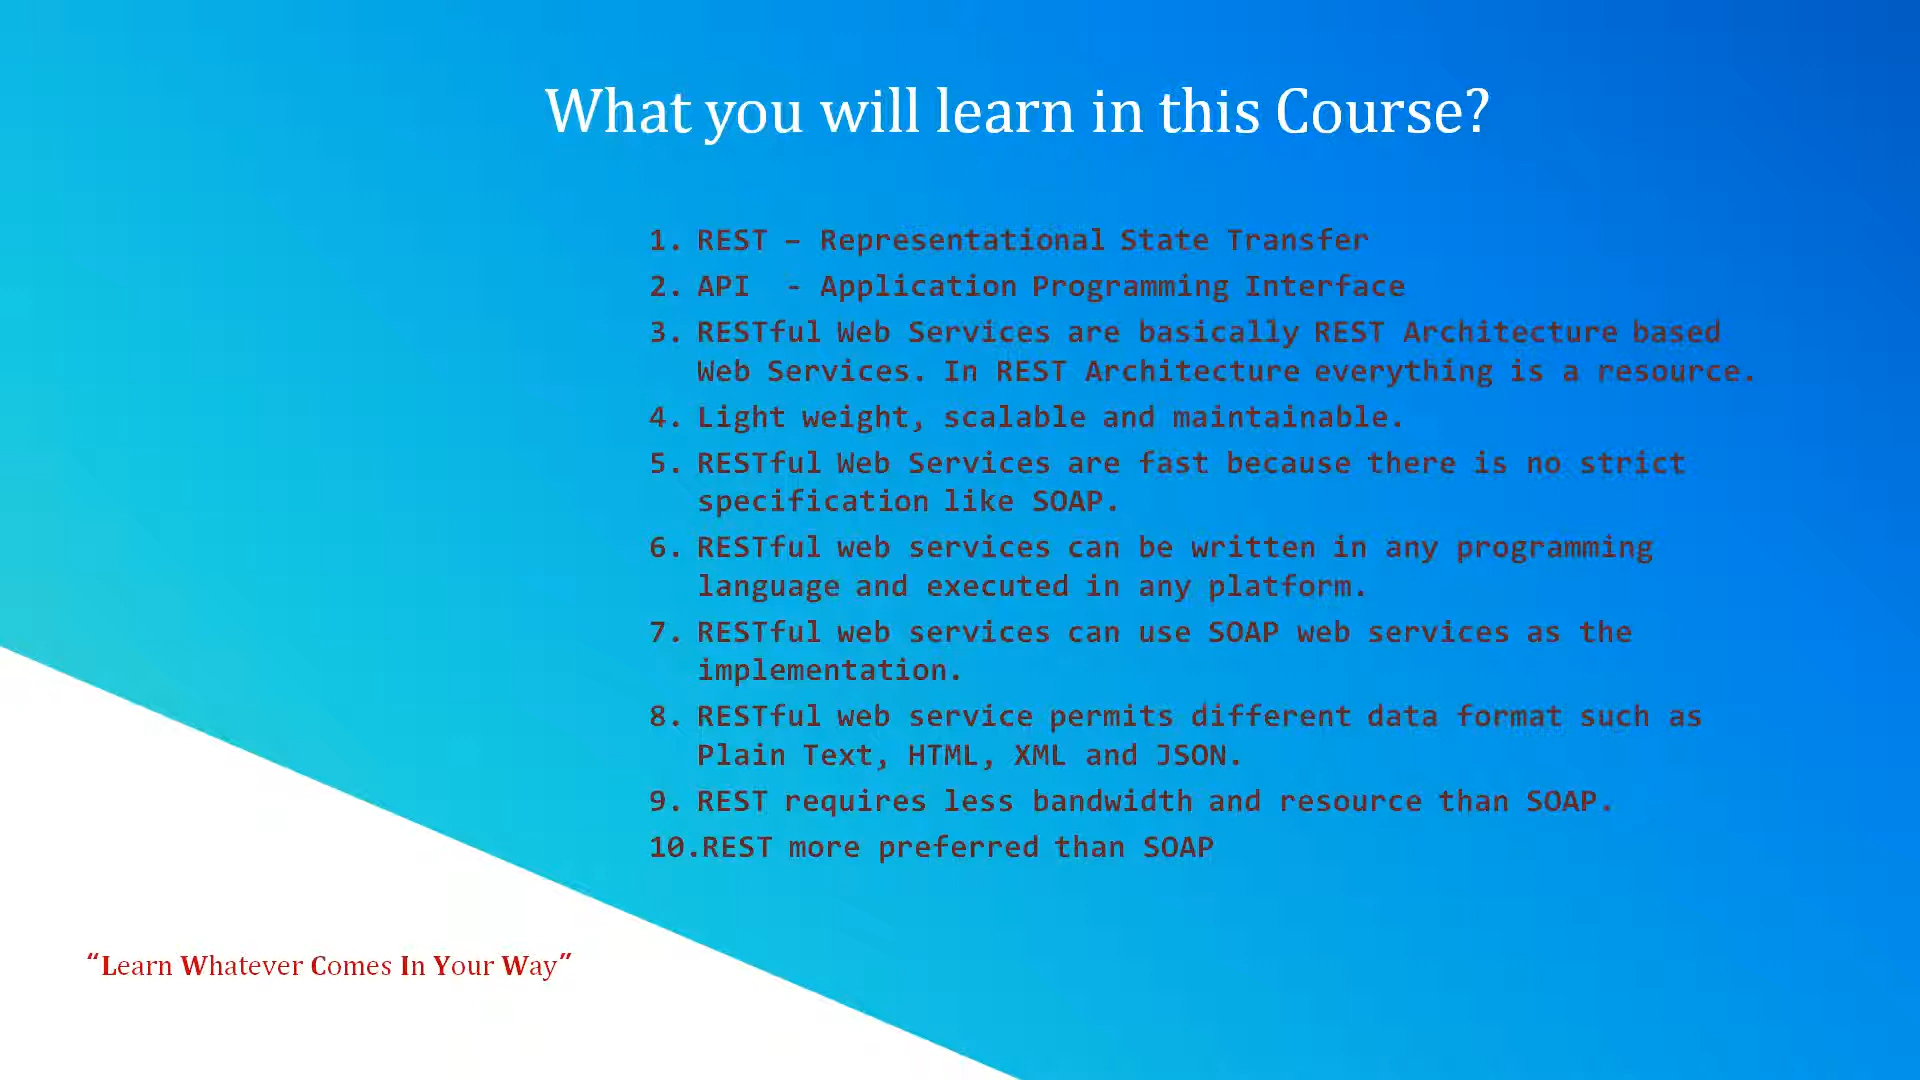 What you will learn in this Course?
1. REST – Representational State Transfer
2. API  - Application Programming Interface
3. RESTful Web Services are basically REST Architecture based
Web Services. In REST Architecture everything is a resource.
4. Light weight, scalable and maintainable.
5. RESTful Web Services are fast because there is no strict
specification like SOAP.
6. RESTful web services can be written in any programming
language and executed in any platform.
7. RESTful web services can use SOAP web services as the
implementation.
8. RESTful web service permits different data format such as
Plain Text, HTML, XML and JSON.
9. REST requires less bandwidth and resource than SOAP.
10.REST more preferred than SOAP
“Learn Whatever Comes In Your Way”